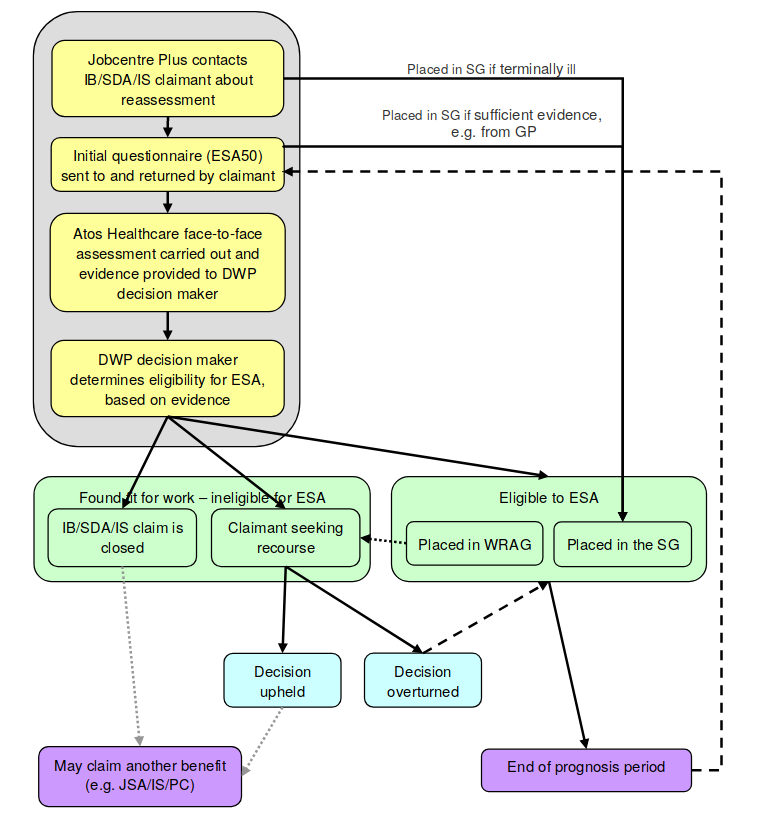 Jobcentre Plus contacts
IB/SDA/IS claimant about
reassessment
Placed in SG if terminally ill
Placed in SG if sufficient evidence,
e.g. from GP
Initial questionnaire (ESA50)
sent to and returned by claimant
Atos Healthcare face-to-face
assessment carried out and
evidence provided to DWP
decision maker
DWP decision maker
determines eligibility for ESA,
based on evidence
Found fit for work – ineligible for ESA
IB/SDA/IS claim is
closed
Claimant seeking
recourse
Eligible to ESA
Placed in WRAG
Placed in the SG
Decision
upheld
Decision
overturned
May claim another benefit
(e.g. JSA/IS/PC)
End of prognosis period